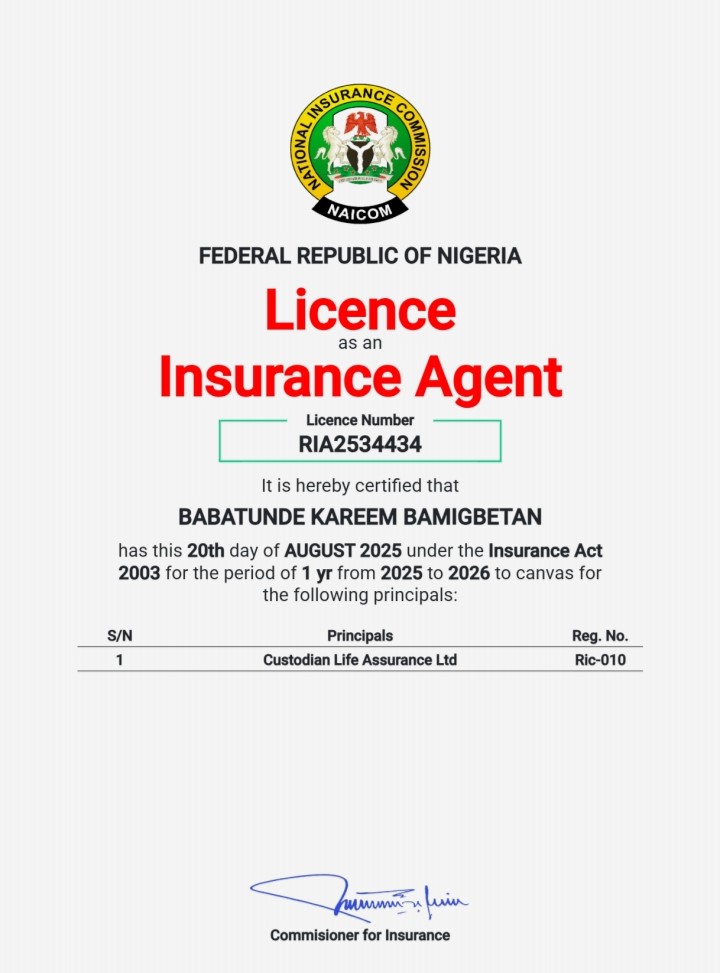 NATIONAL INSURANCE COMMISSION
NAICOM
FEDERAL REPUBLIC OF NIGERIA
Licence
as an
Insurance Agent
Licence Number
RIA2534434
It is hereby certified that
BABATUNDE KAREEM BAMIGBETAN
has this 20th day of AUGUST 2025 under the Insurance Act
2003 for the period of 1 yr from 2025 to 2026 to canvas for
the following principals:
S/N Principals Reg. No.
1 Custodian Life Assurance Ltd Ric-010
Commisioner for Insurance